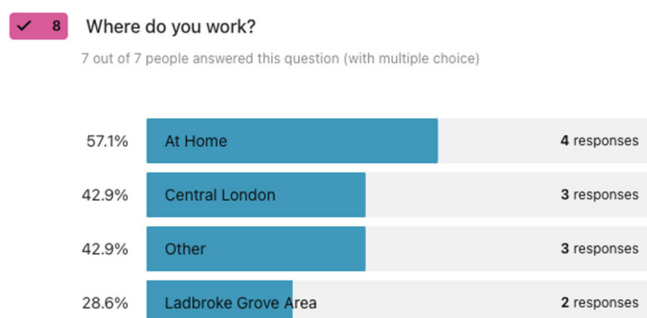 8 Where do you work?
7 out of 7 people answered this question (with multiple choice)
57.1% At Home 4 responses
42.9% Central London 3 responses
42.9% Other 3 responses
28.6% Ladbroke Grove Area 2 responses